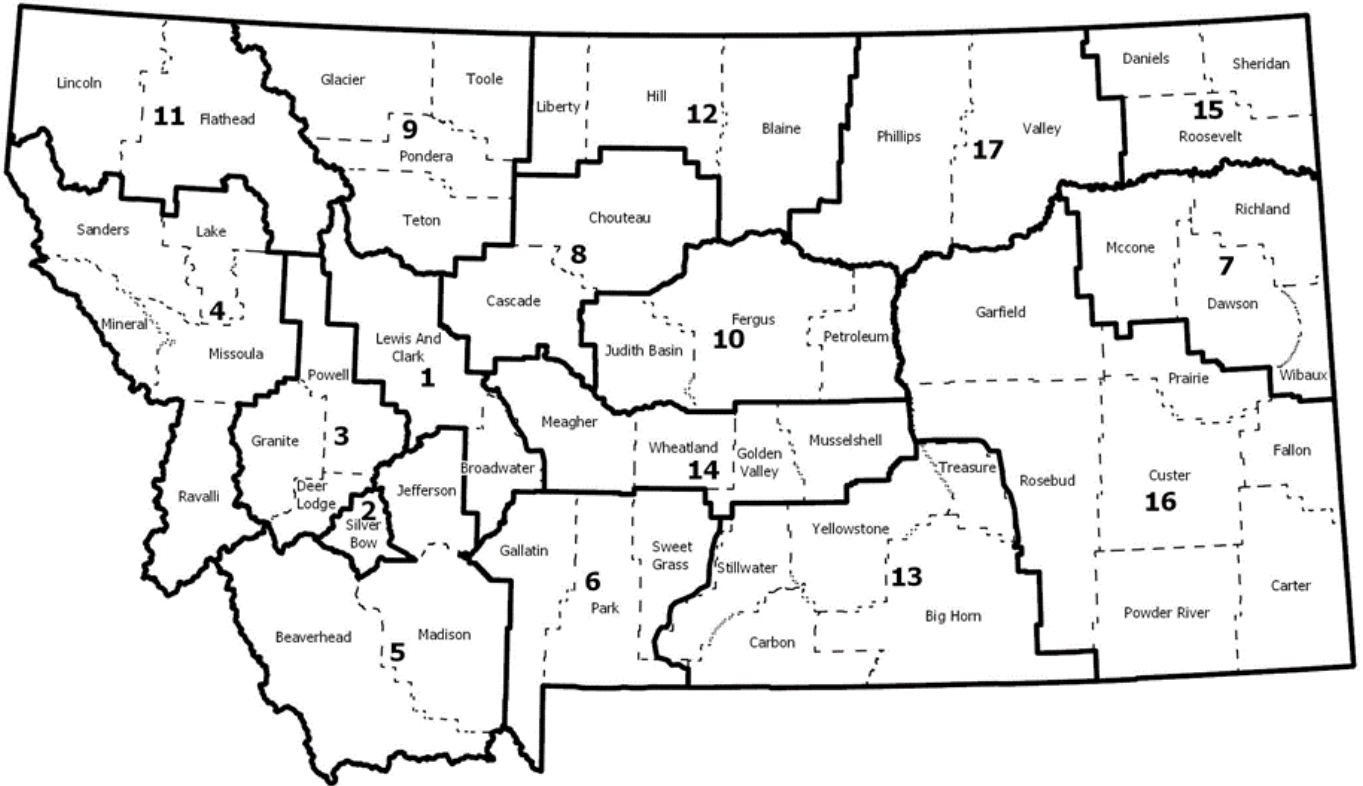 Lincoln
11
Flathead
Glacier
Toole
9
Pondera
Teton
Liberty
Hill
12
Blaine
Phillips
17
Valley
Daniels
Sheridan
15
Roosevelt
Sanders
Lake
4
Mineral
Missoula
Ravalli
Powell
Granite
3
Deer
Lodge
2
Silver
Bow
Lewis And
Clark
1
Broadwater
Jefferson
Chouteau
8
Cascade
Judith Basin
Fergus
10
Petroleum
Garfield
Mccone
Richland
7
Dawson
Wibaux
Prairie
Meagher
Wheatland
14
Golden
Valley
Musselshell
Treasure
Rosebud
Custer
16
Fallon
Powder River
Carter
Beaverhead
5
Madison
Gallatin
6
Park
Sweet
Grass
Stillwater
Yellowstone
13
Carbon
Big Horn